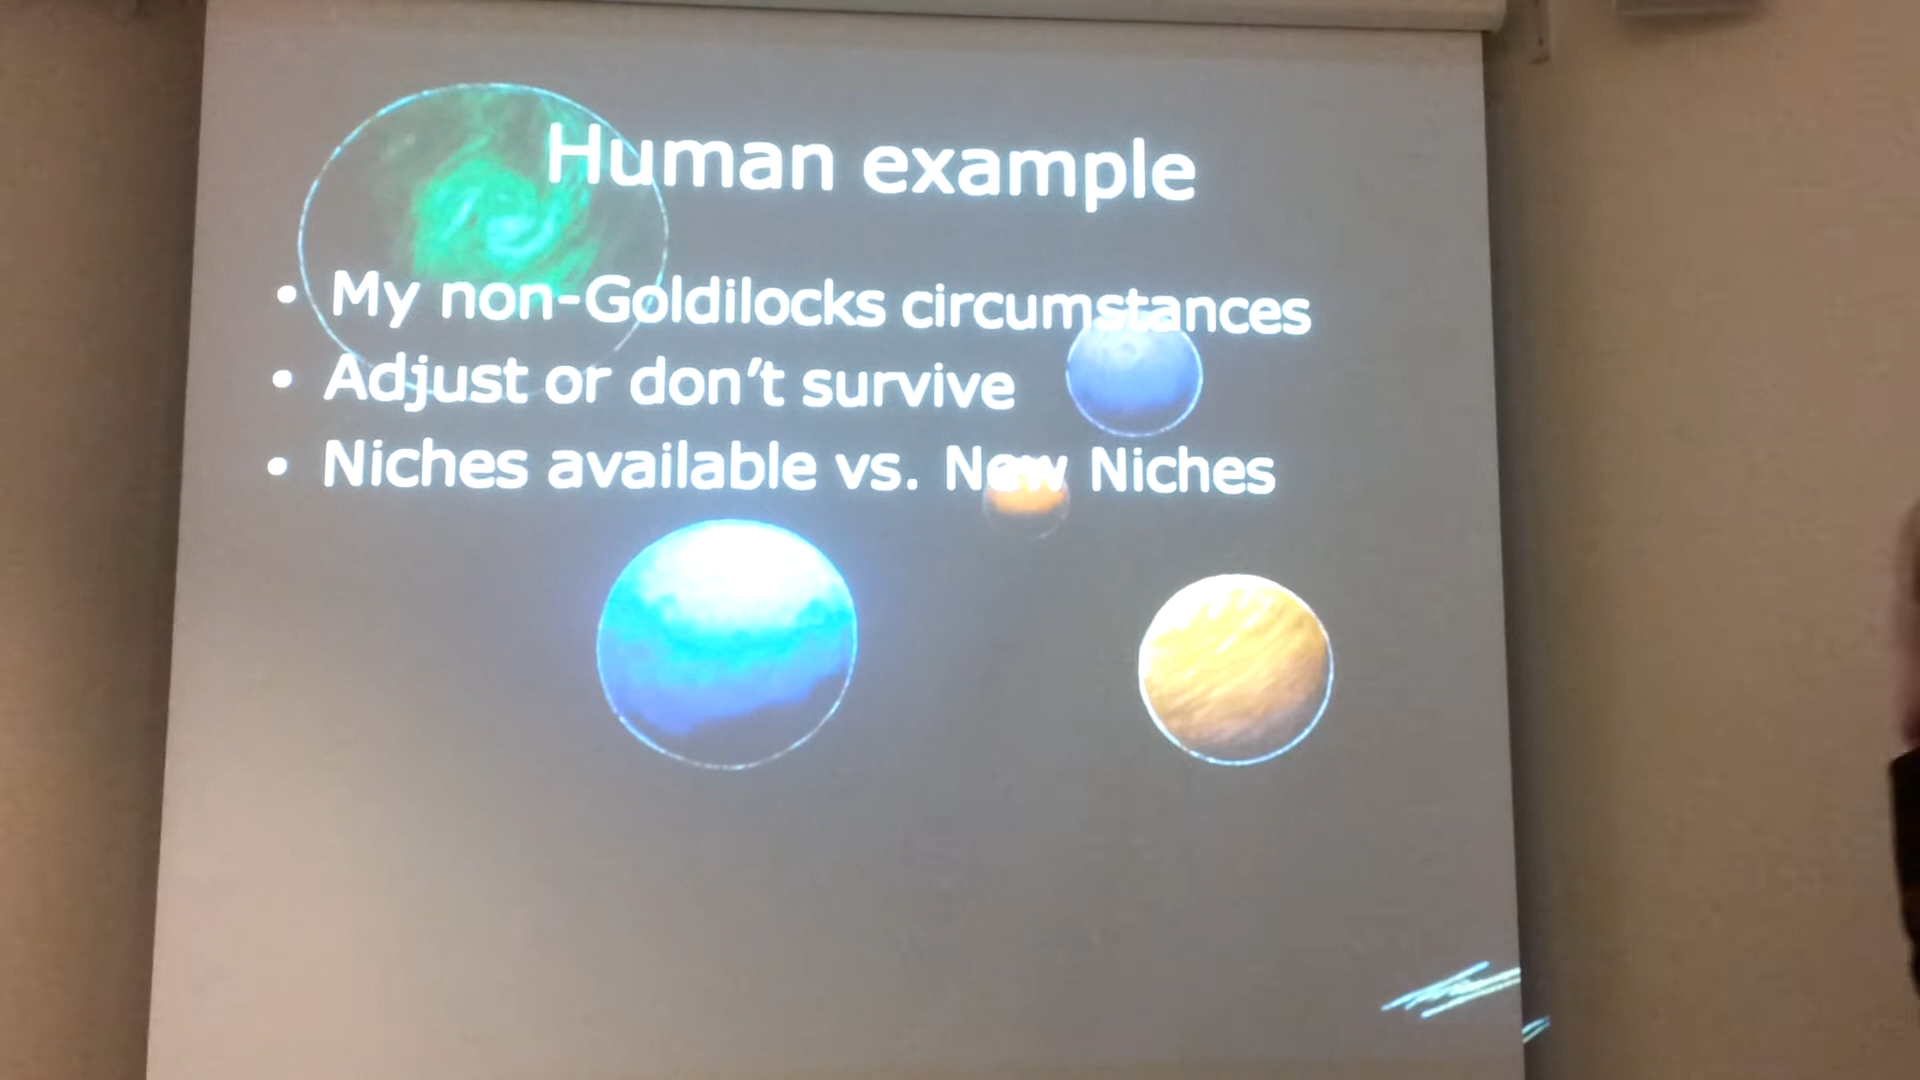 Human example
• My non-Goldilocks circumstances
• Adjust or don't survive
• Niches available vs. New Niches